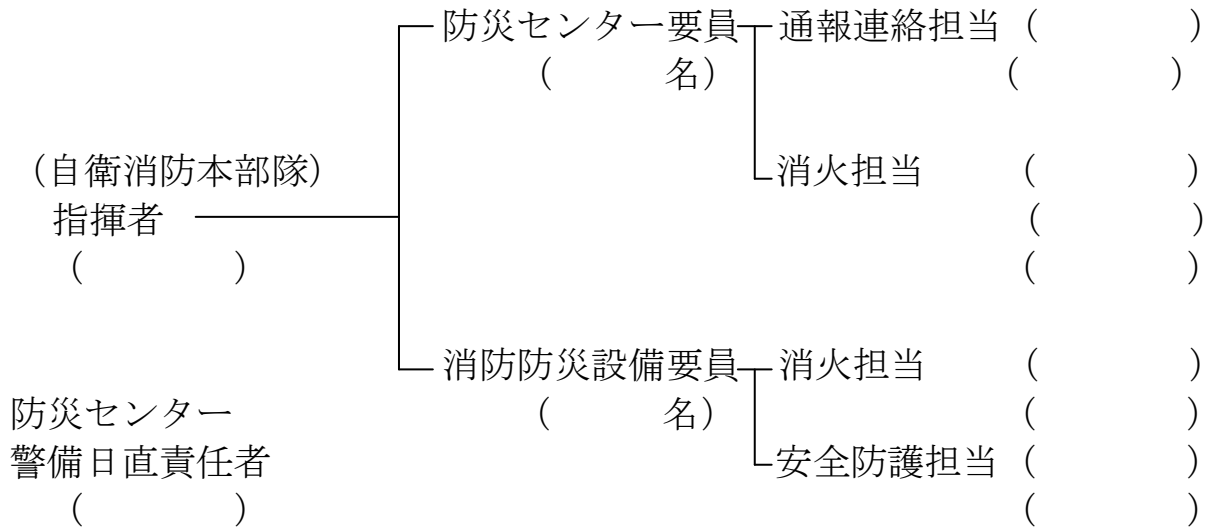 防災センター要員 通報連絡担当 (　　　　)
(　　　名) (　　　　)
(自衛消防本部隊) 消火担当 (　　　　)
指揮者 (　　　　)
(　　　　) (　　　　)
消防防災設備要員 消火担当 (　　　　)
防災センター (　　　名) (　　　　)
警備日直責任者 安全防護担当 (　　　　)
(　　　　) (　　　　)